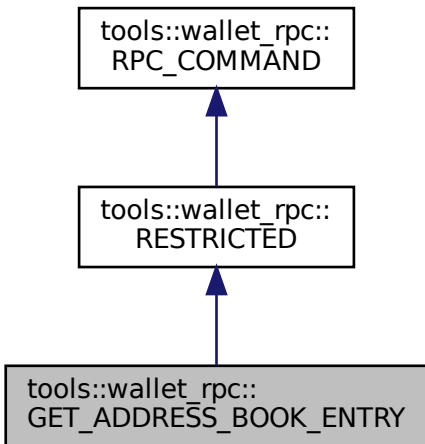 tools::wallet_rpc::
RPC_COMMAND
tools::wallet_rpc::
RESTRICTED
tools::wallet_rpc::
GET_ADDRESS_BOOK_ENTRY